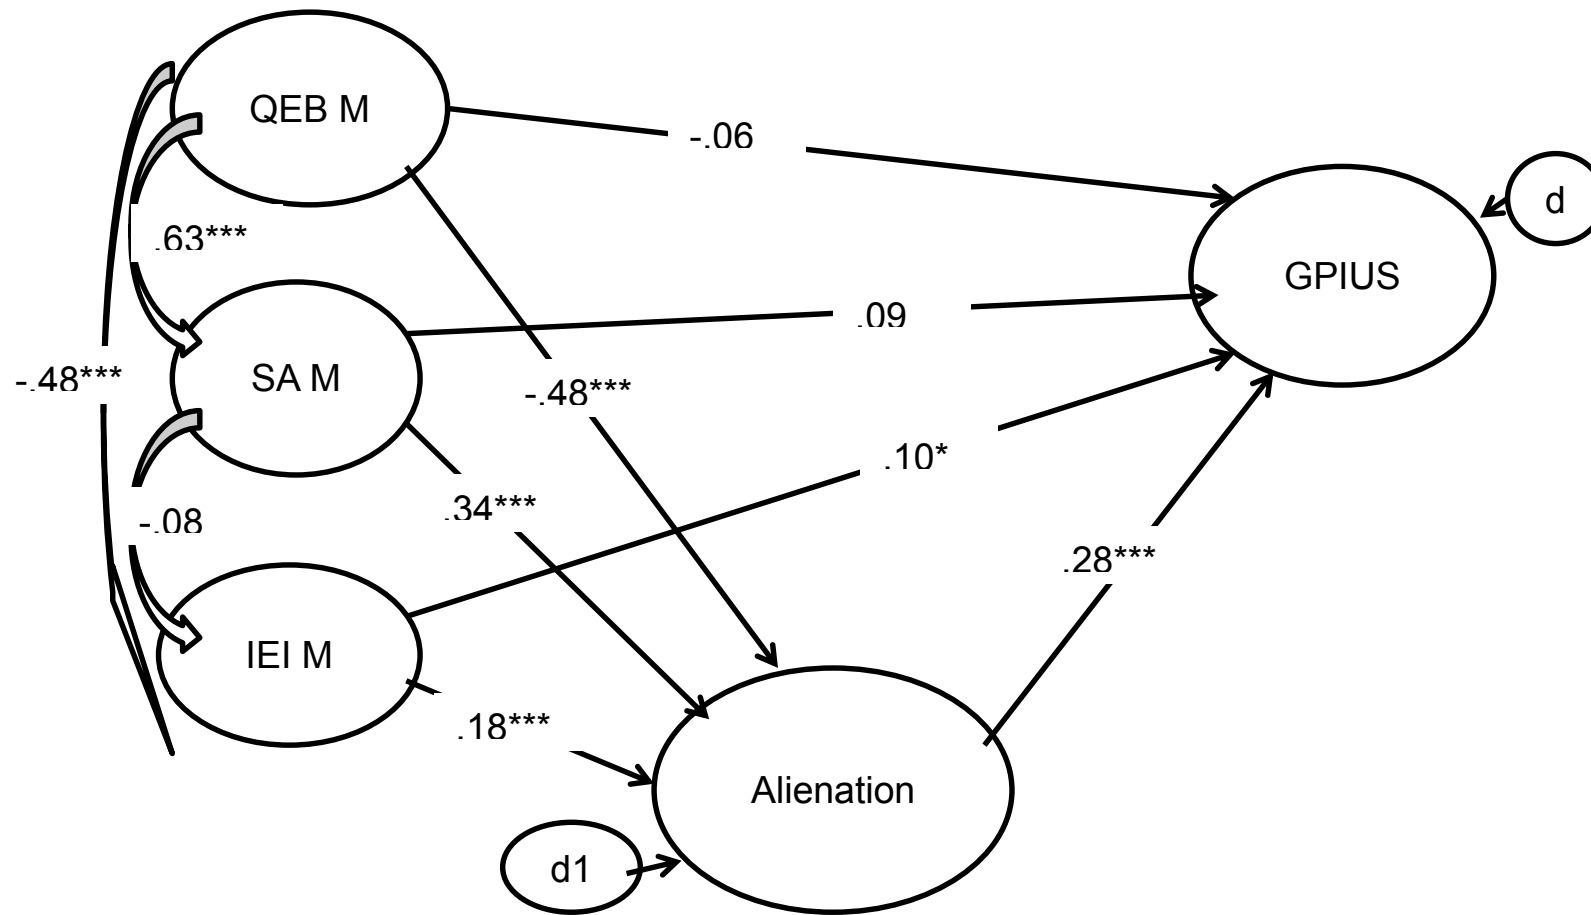 QEB M
-.06
d
.63***
GPIUS
.09
-.48***
SA M
-.48***
.10*
.34***
-.08
.28***
IEI M
.18***
Alienation
d1